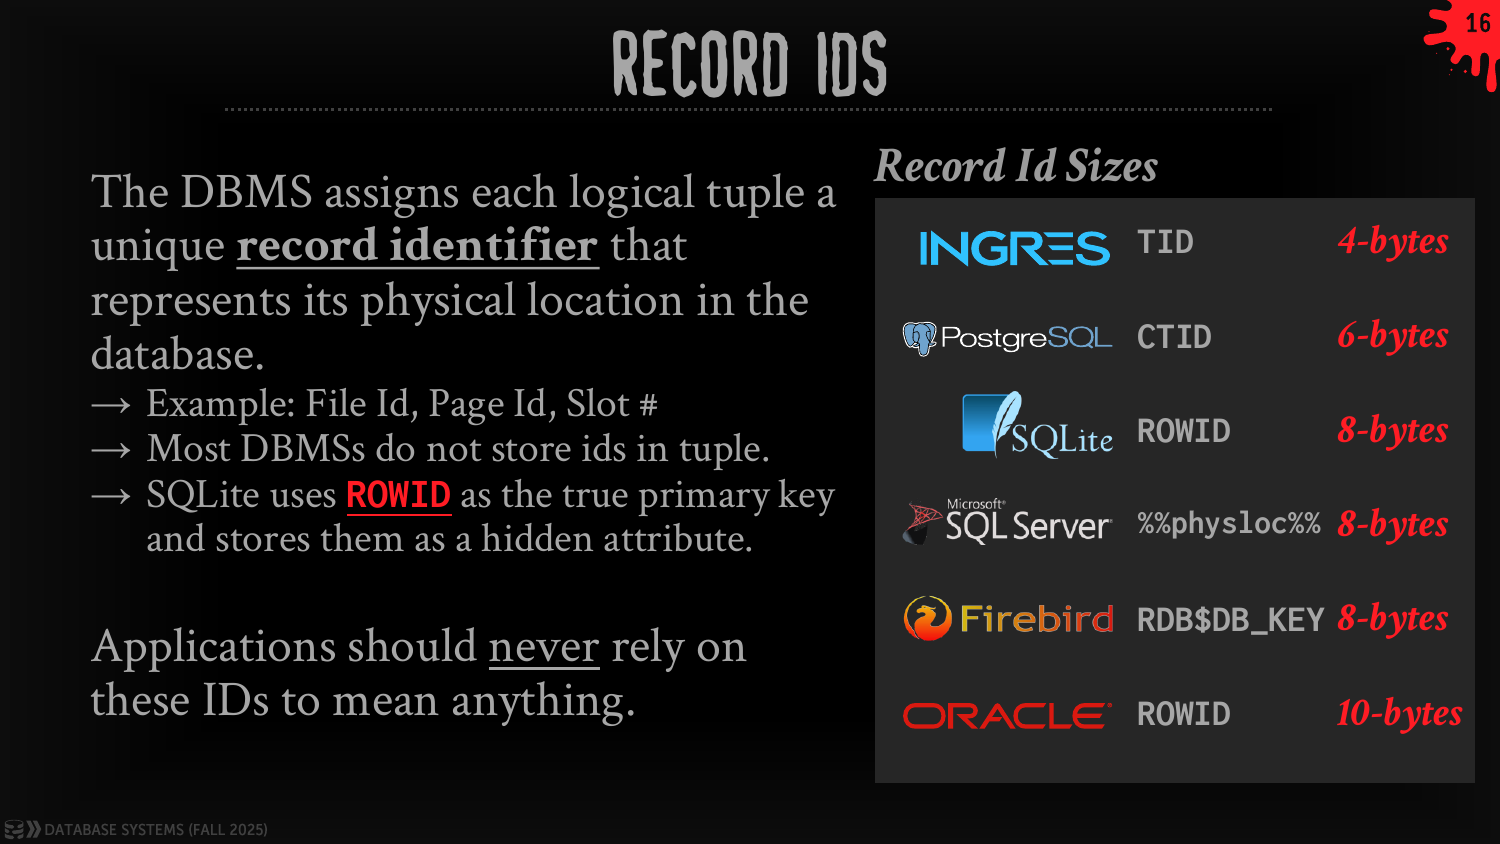 16
RECORD IDS
The DBMS assigns each logical tuple a
unique record identifier that
represents its physical location in the
database.
→ Example: File Id, Page Id, Slot #
→ Most DBMSs do not store ids in tuple.
→ SQLite uses ROWID as the true primary key
and stores them as a hidden attribute.
Applications should never rely on
these IDs to mean anything.
Record Id Sizes
INGRES TID 4-bytes
PostgreSQL CTID 6-bytes
SQLite ROWID 8-bytes
Microsoft® SQL Server %%physloc%% 8-bytes
Firebird RDB$DB_KEY 8-bytes
ORACLE® ROWID 10-bytes
DATABASE SYSTEMS (FALL 2025)